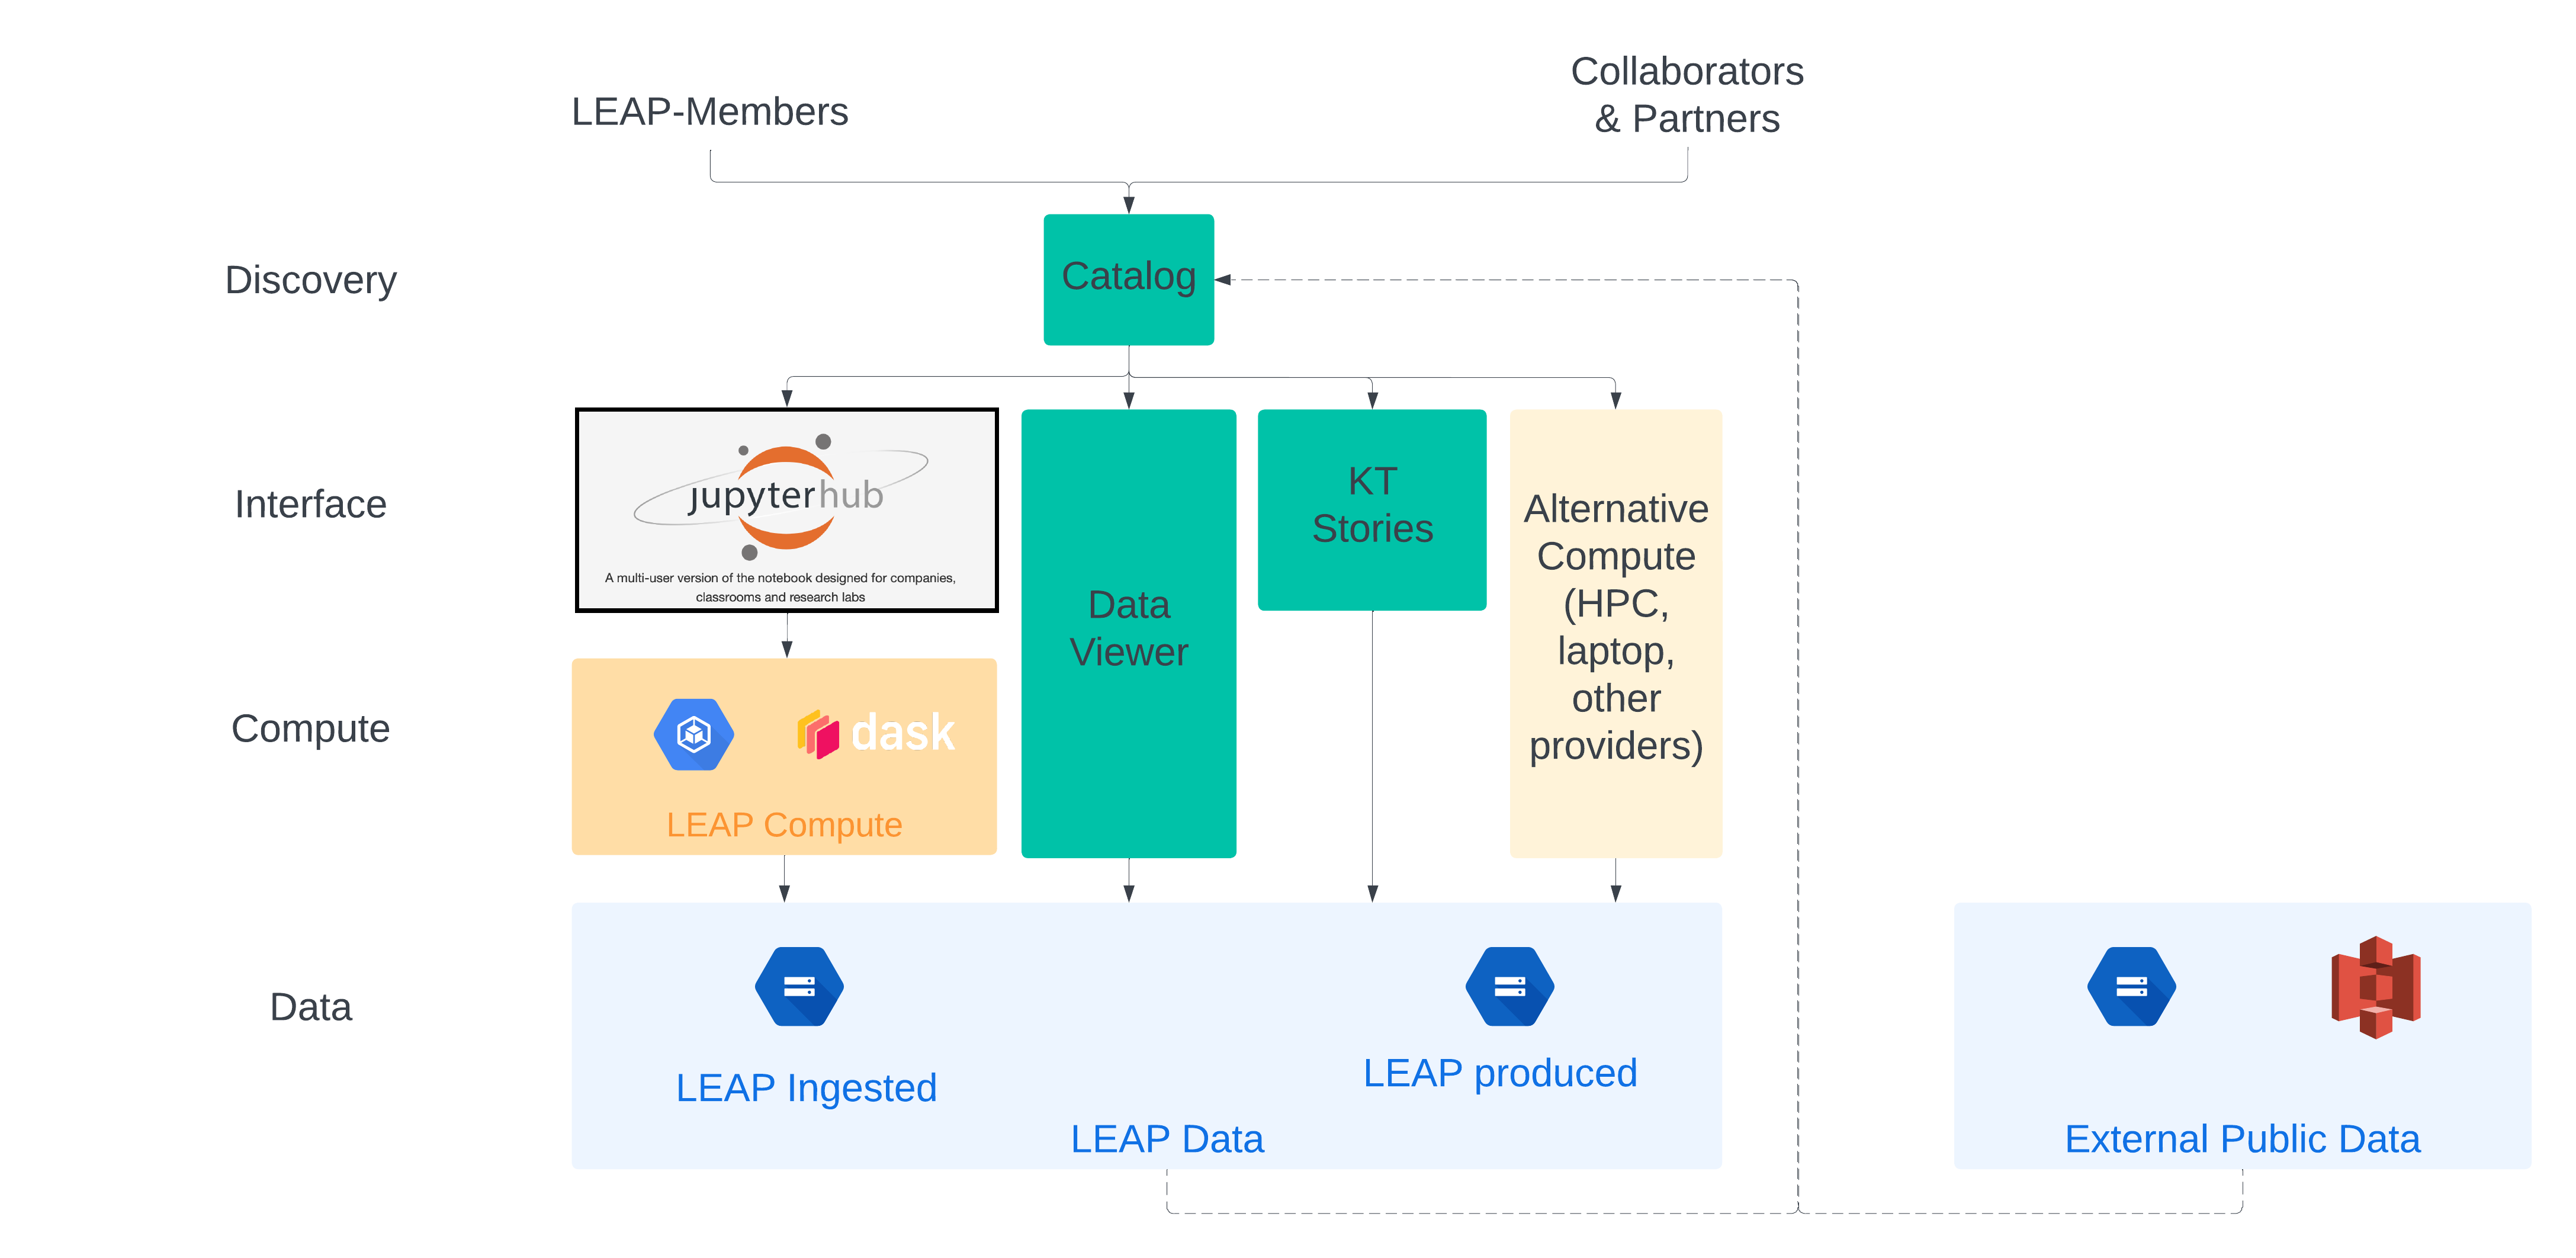 LEAP-Members
Collaborators
& Partners
Discovery
Catalog
Interface
jupyterhub
A multi-user version of the notebook designed for companies,
classrooms and research labs
Data
Viewer
KT
Stories
Alternative
Compute
(HPC,
laptop,
other
providers)
Compute
dask
LEAP Compute
Data
LEAP Ingested
LEAP produced
LEAP Data
External Public Data